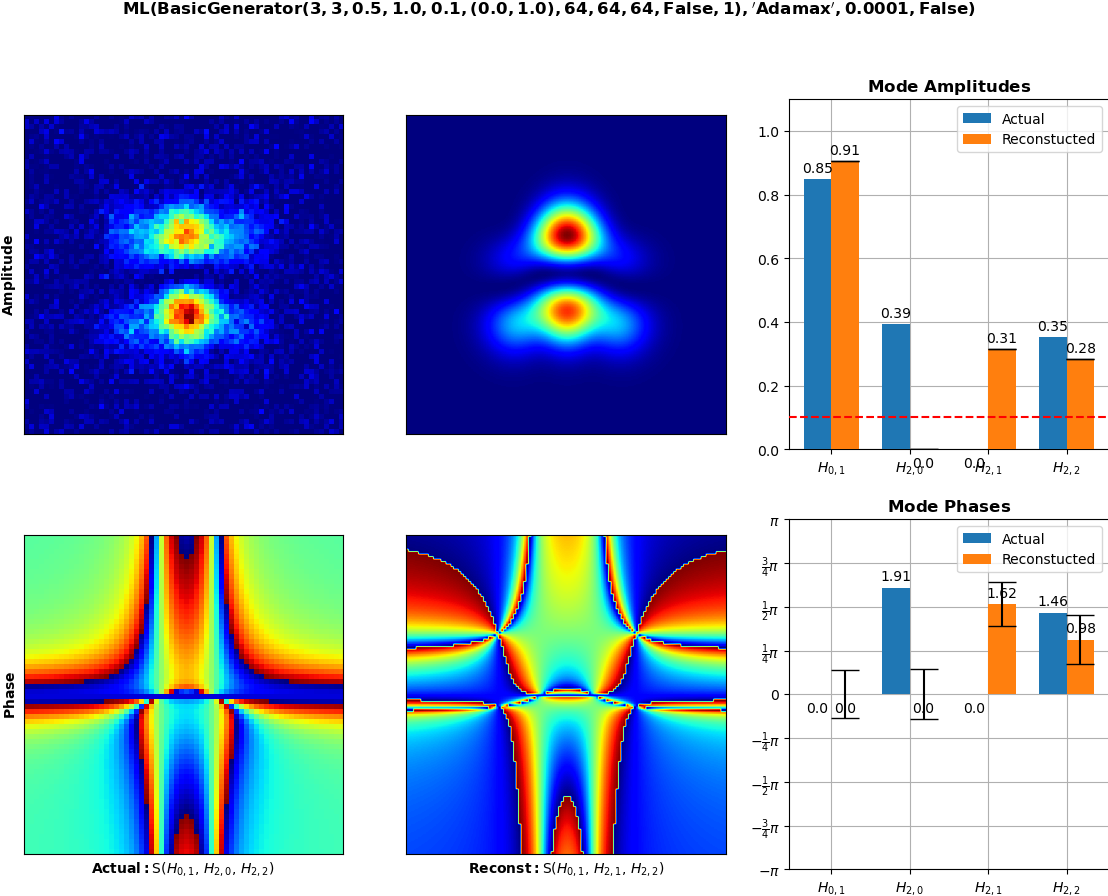 ML(BasicGenerator(3, 3, 0.5, 1.0, 0.1, (0.0, 1.0), 64, 64, 64, False, 1), ′Adamax′, 0.0001, False)
Amplitude
Mode Amplitudes
Actual
Reconstucted
1.0
0.8
0.6
0.4
0.2
0.0
0.85
0.91
0.39
0.0
0.0
0.31
0.35
0.28
H0,1
H2,0
H2,1
H2,2
Phase
Actual: S(H0,1, H2,0, H2,2)
Reconst: S(H0,1, H2,1, H2,2)
Mode Phases
Actual
Reconstucted
π
3/4π
1/2π
1/4π
0
−1/4π
−1/2π
−3/4π
−π
0.0
0.0
1.91
0.0
0.0
1.62
1.46
0.98
H0,1
H2,0
H2,1
H2,2